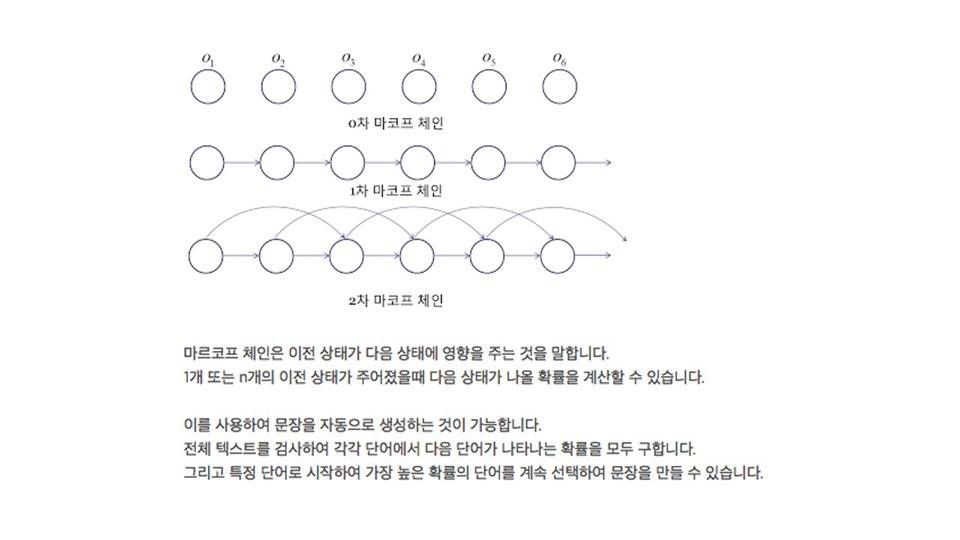 O1 O2 O3 O4 O5 O6
0차 마코프 체인
1차 마코프 체인
2차 마코프 체인
마르코프 체인은 이전 상태가 다음 상태에 영향을 주는 것을 말합니다.
1개 또는 n개의 이전 상태가 주어졌을때 다음 상태가 나올 확률을 계산할 수 있습니다.
이를 사용하여 문장을 자동으로 생성하는 것이 가능합니다.
전체 텍스트를 검사하여 각각 단어에서 다음 단어가 나타나는 확률을 모두 구합니다.
그리고 특정 단어로 시작하여 가장 높은 확률의 단어를 계속 선택하여 문장을 만들 수 있습니다.